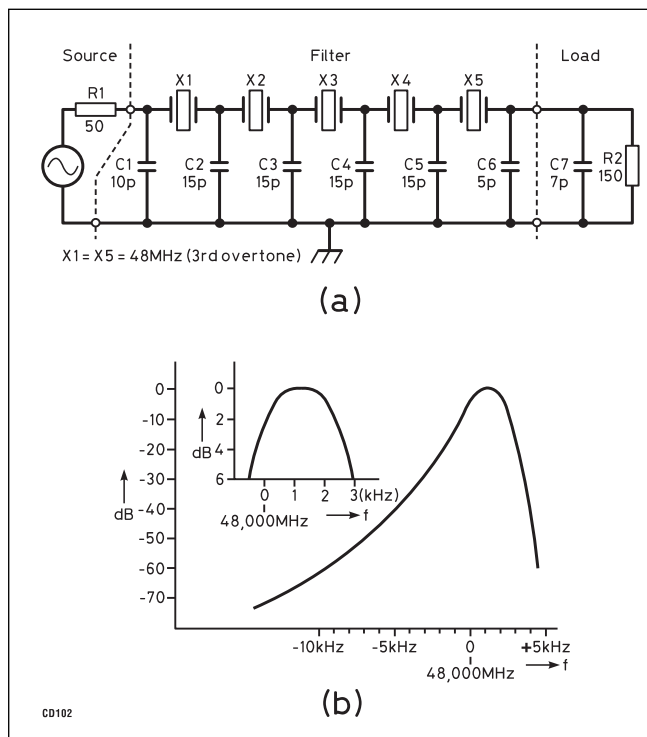 Source Filter Load
R1
50
X1 X2 X3 X4 X5
C1
10p
C2
15p
C3
15p
C4
15p
C5
15p
C6
5p
C7
7p
R2
150
X1 = X5 = 48MHz (3rd overtone)
(a)
0
-10
-20
-30
-40
-50
-60
-70
dB
0
2
4
6
dB
0 1 2 3(kHz)
48,000MHz f
-10kHz -5kHz 0 +5kHz
48,000MHz f
(b)
CD102